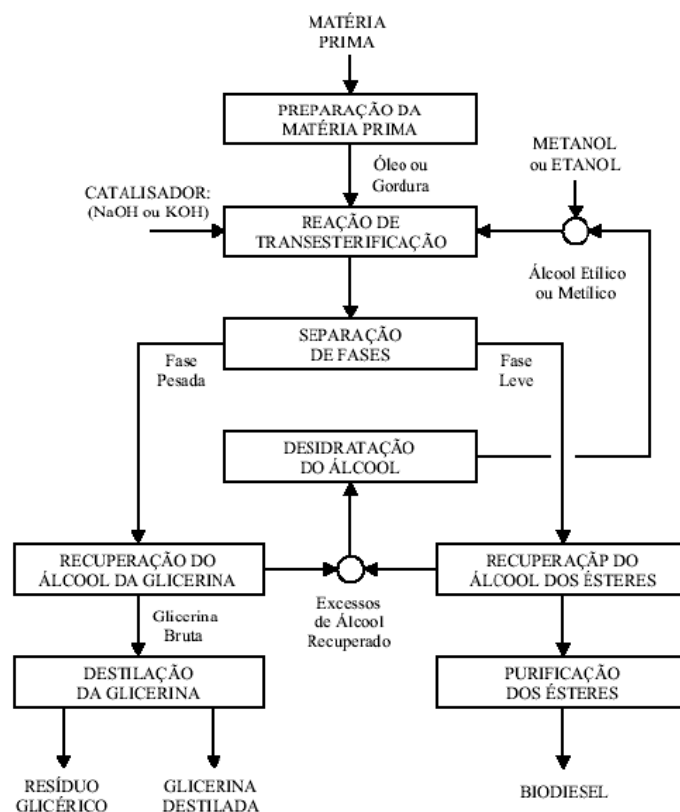 MATÉRIA
PRIMA
PREPARAÇÃO DA
MATÉRIA PRIMA
METANOL
ou ETANOL
Óleo ou
Gordura
CATALISADOR:
(NaOH ou KOH)
REAÇÃO DE
TRANSESTERIFICAÇÃO
Álcool Etílico
ou Metílico
SEPARAÇÃO
DE FASES
Fase
Pesada
Fase
Leve
DESIDRATAÇÃO
DO ÁLCOOL
RECUPERAÇÃO DO
ÁLCOOL DA GLICERINA
RECUPERAÇÃP DO
ÁLCOOL DOS ÉSTERES
Excessos
de Álcool
Recuperado
Glicerina
Bruta
DESTILAÇÃO
DA GLICERINA
PURIFICAÇÃO
DOS ÉSTERES
RESÍDUO
GLICÉRICO
GLICERINA
DESTILADA
BIODIESEL